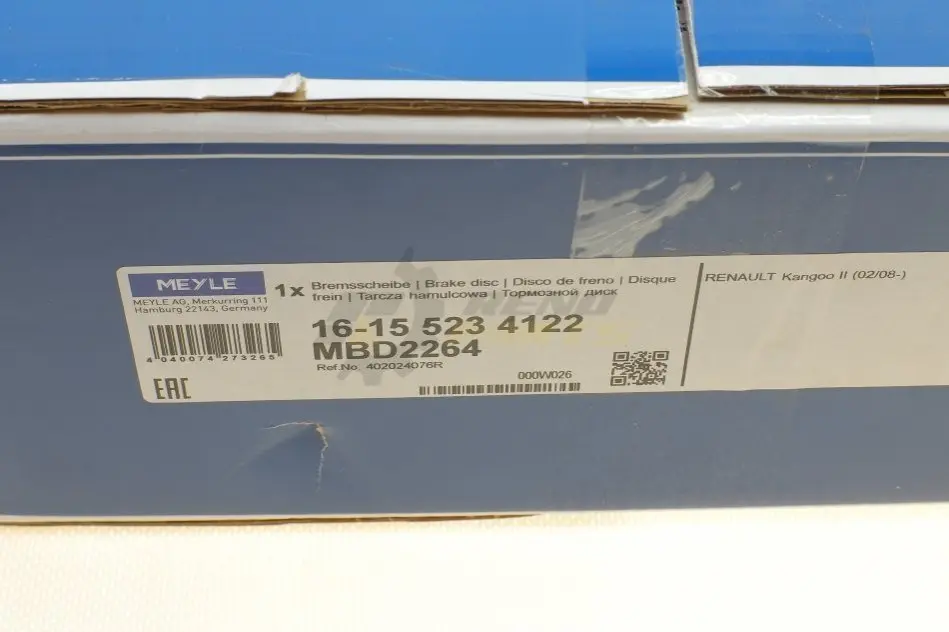 MEYLE
MEYLE AG, Merkurring 111
Hamburg 22143, Germany
4 040074 273265
EAC
1x
Bremsscheibe | Brake disc | Disco de freno | Disque
frein | Tarcza hamulcowa | Тормозной диск
16-15 523 4122
MBD2264
Ref.No. 402024076R
000W026
RENAULT Kangoo II (02/08-)